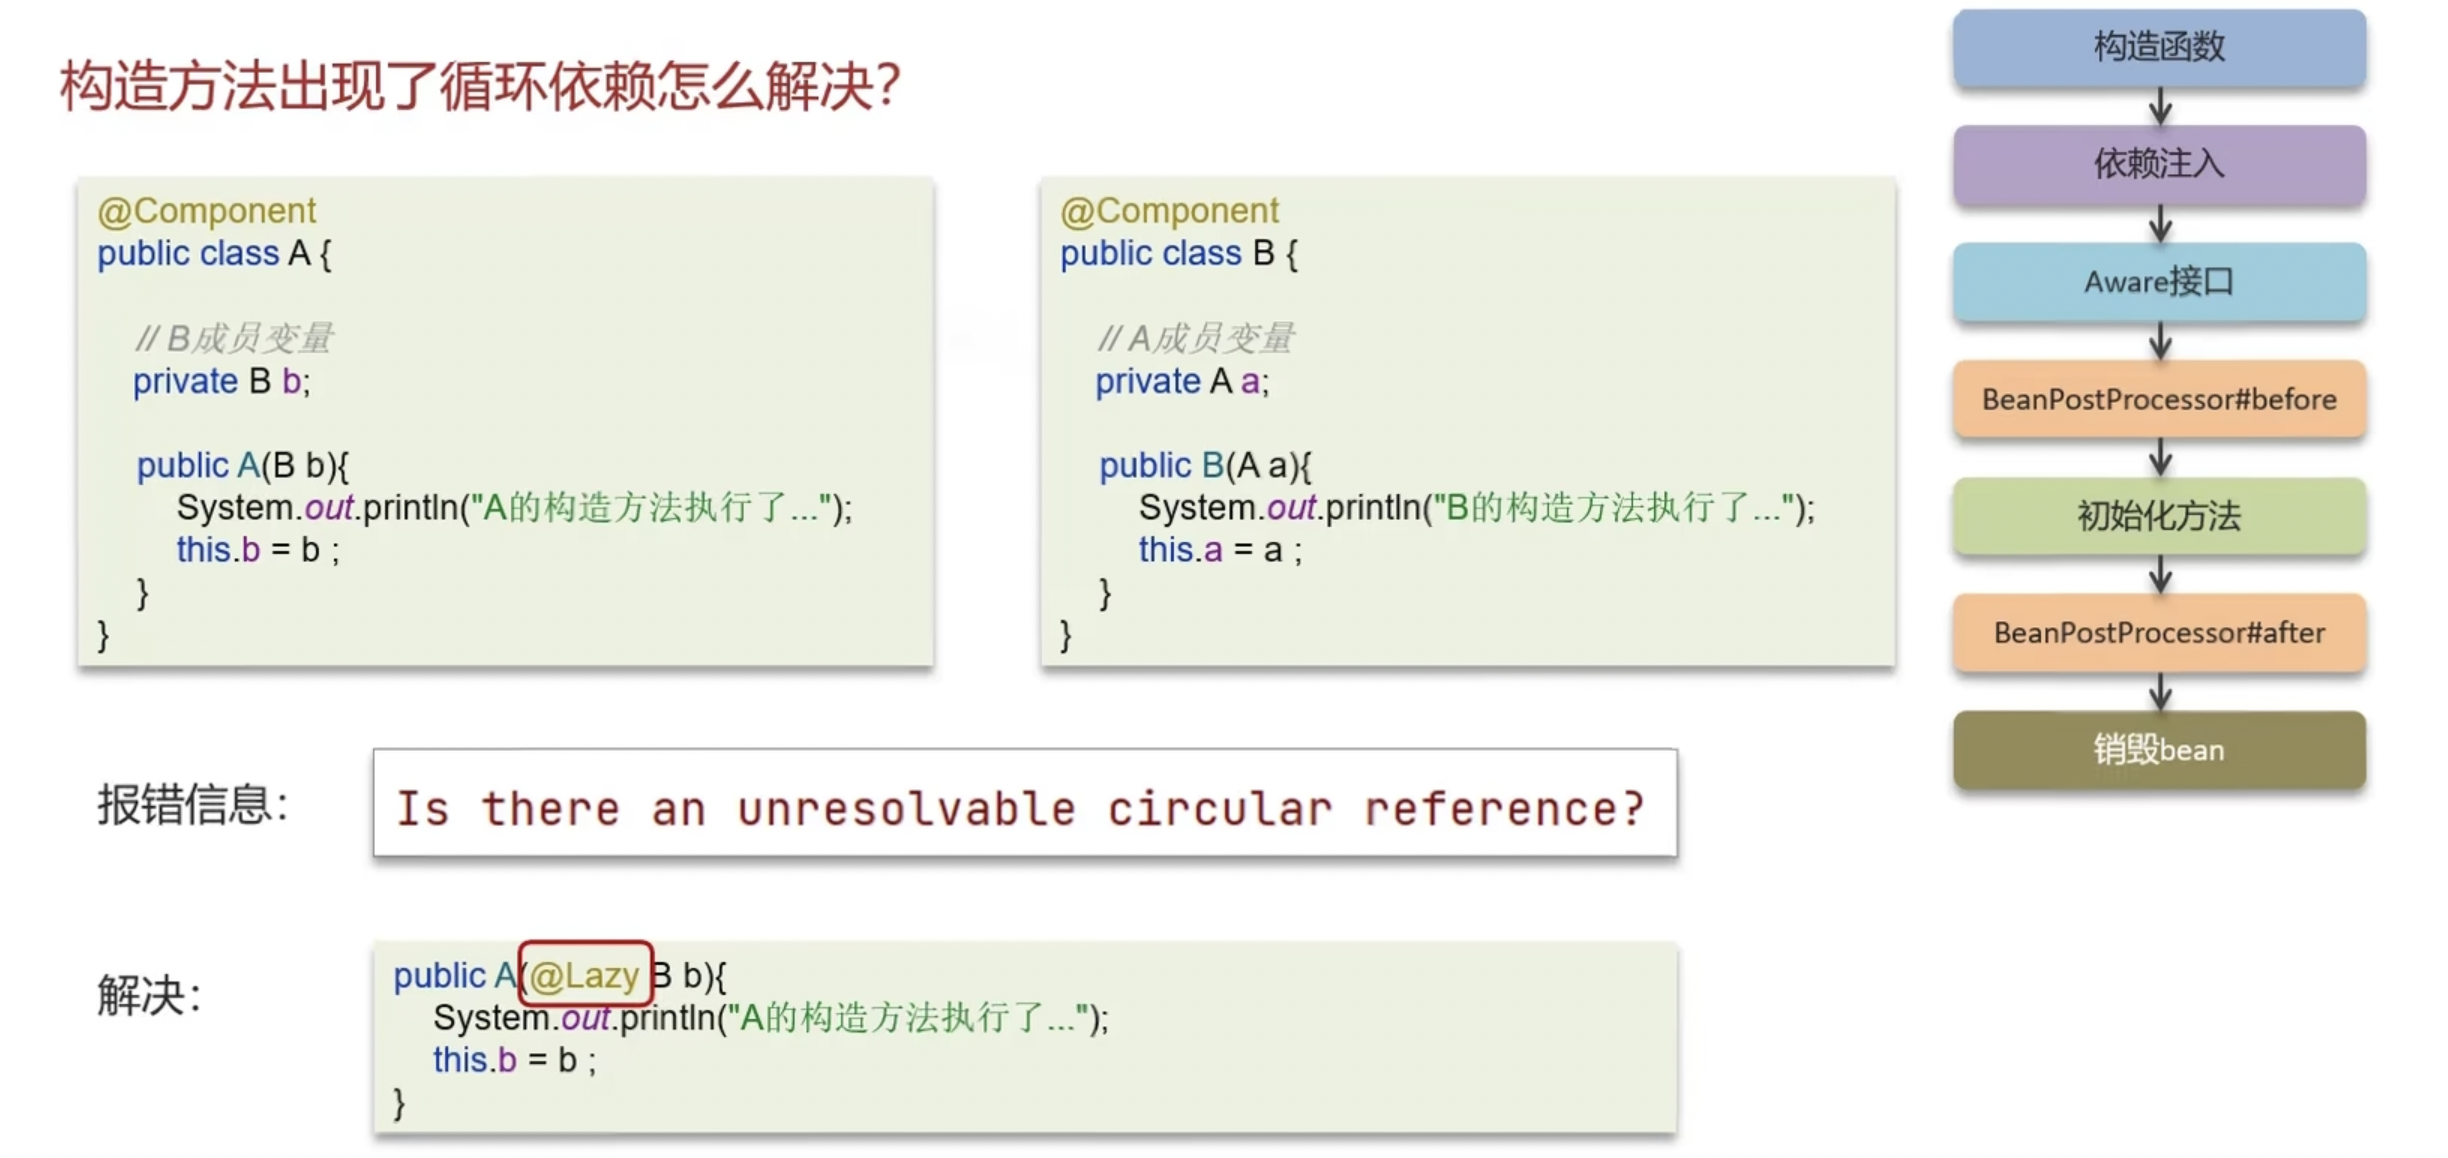 构造方法出现了循环依赖怎么解决？
@Component
public class A {
// B成员变量
private B b;
public A(B b){
System.out.println("A的构造方法执行了...");
this.b = b ;
}
}
@Component
public class B {
// A成员变量
private A a;
public B(A a){
System.out.println("B的构造方法执行了...");
this.a = a ;
}
}
报错信息：
Is there an unresolvable circular reference?
解决：
public A(@Lazy B b){
System.out.println("A的构造方法执行了...");
this.b = b ;
}
构造函数
依赖注入
Aware接口
BeanPostProcessor#before
初始化方法
BeanPostProcessor#after
销毁bean